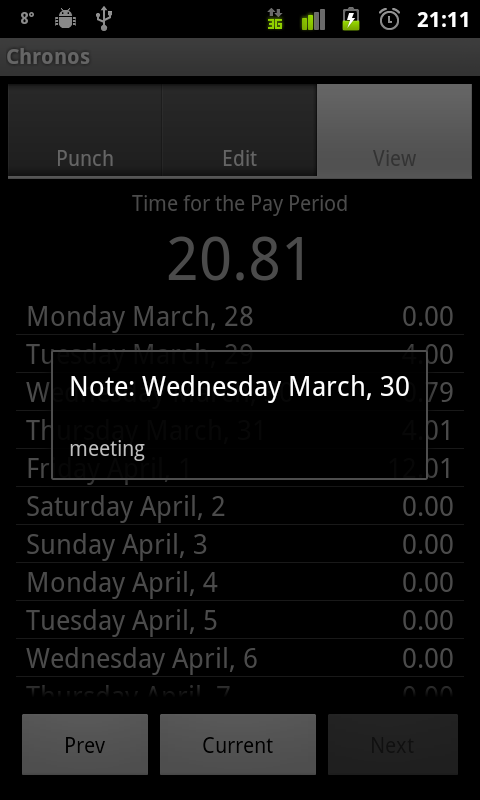 8° 3G 21:11
Chronos
Punch Edit View
Time for the Pay Period
20.81
Monday March, 28 0.00
Tuesday March, 29 4.00
Note: Wednesday March, 30
.79
Thursday March, 31 4.01
meeting
Friday April, 1 12.01
Saturday April, 2 0.00
Sunday April, 3 0.00
Monday April, 4 0.00
Tuesday April, 5 0.00
Wednesday April, 6 0.00
Thursday April, 7 0.00
Prev Current Next